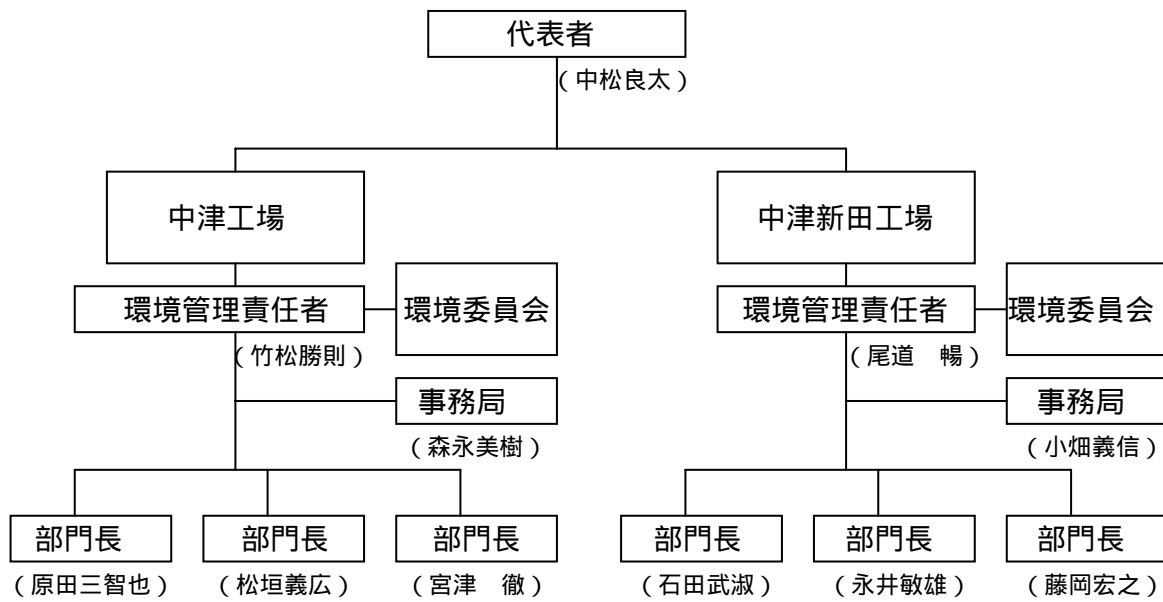 代表者
（中松良太）
中津工場
中津新田工場
環境管理責任者
環境委員会
環境管理責任者
環境委員会
（竹松勝則）
（尾道　暢）
事務局
事務局
（森永美樹）
（小畑義信）
部門長
部門長
部門長
部門長
部門長
部門長
（原田三智也）
（松垣義広）
（宮津　徹）
（石田武淑）
（永井敏雄）
（藤岡宏之）